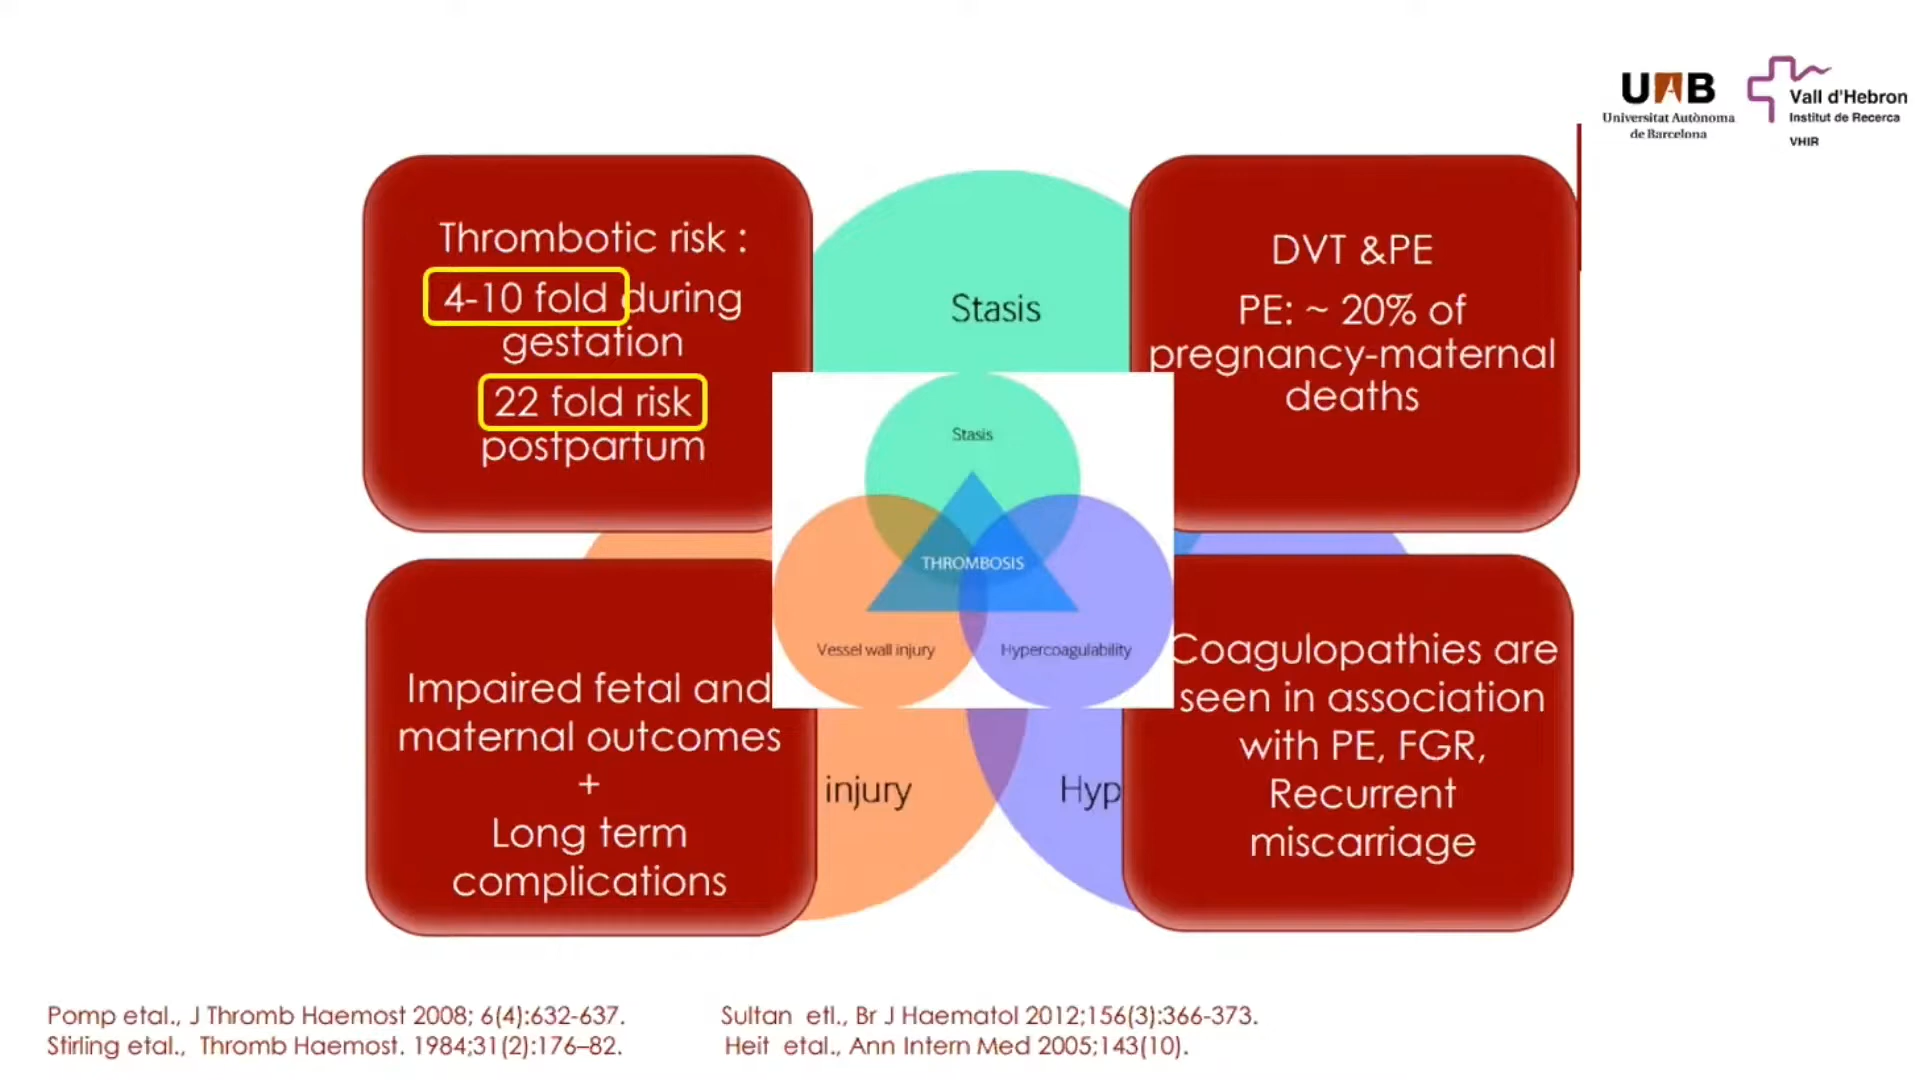 UAB
Universitat Autònoma
de Barcelona
Vall d'Hebron
Institut de Recerca
VHIR
Thrombotic risk :
4-10 fold during
gestation
22 fold risk
postpartum
Stasis
DVT &PE
PE: ~ 20% of
pregnancy-maternal
deaths
Stasis
THROMBOSIS
Vessel wall injury
Hypercoagulability
Impaired fetal and
maternal outcomes
+
Long term
complications
injury
Hyp
Coagulopathies are
seen in association
with PE, FGR,
Recurrent
miscarriage
Pomp etal., J Thromb Haemost 2008; 6(4):632-637.
Stirling etal., Thromb Haemost. 1984;31(2):176–82.
Sultan etl., Br J Haematol 2012;156(3):366-373.
Heit etal., Ann Intern Med 2005;143(10).